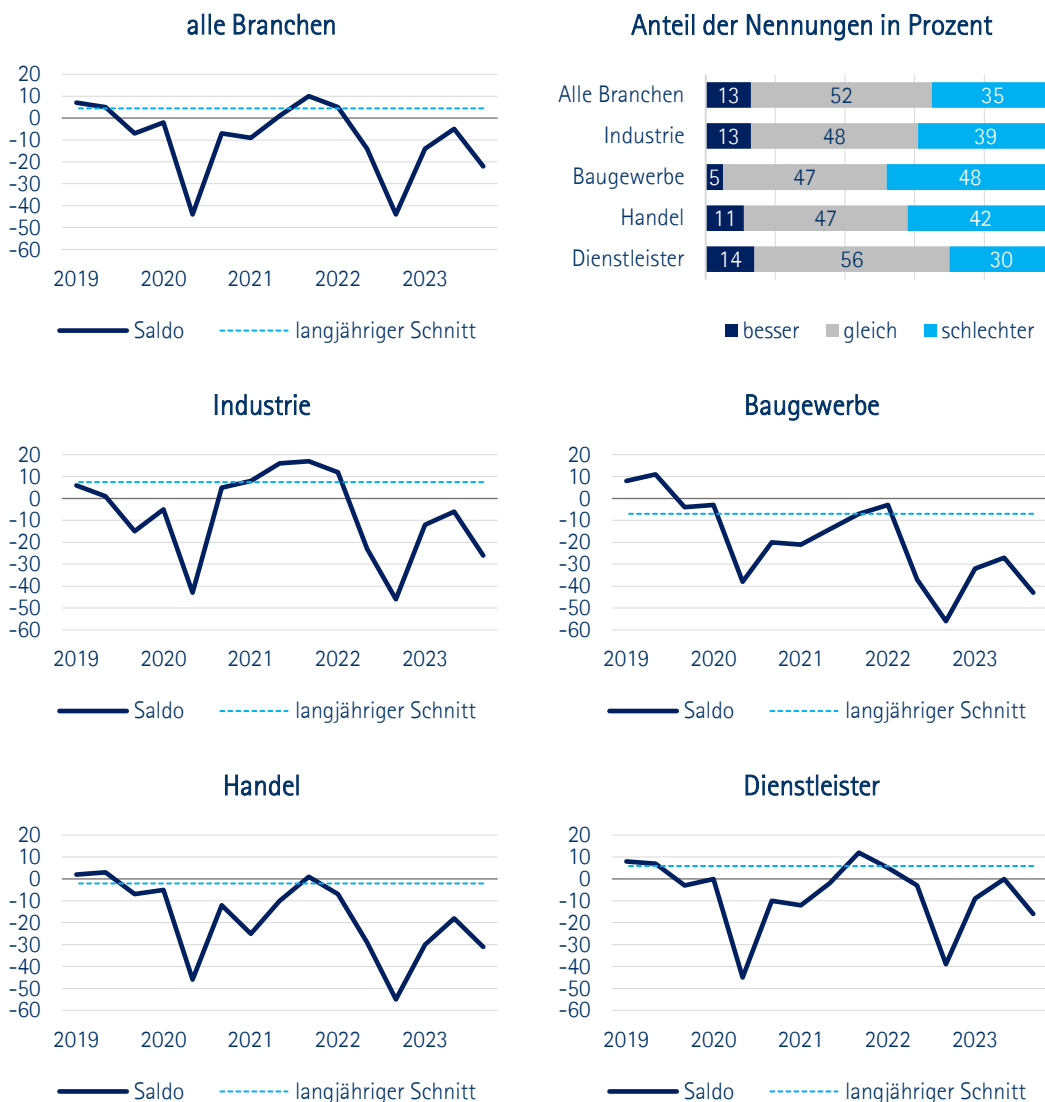 alle Branchen
20
10
0
-10
-20
-30
-40
-50
-60
2019 2020 2021 2022 2023
Saldo langjähriger Schnitt
Anteil der Nennungen in Prozent
Alle Branchen 13 52 35
Industrie 13 48 39
Baugewerbe 5 47 48
Handel 11 47 42
Dienstleister 14 56 30
besser gleich schlechter
Industrie
20
10
0
-10
-20
-30
-40
-50
-60
2019 2020 2021 2022 2023
Saldo langjähriger Schnitt
Baugewerbe
20
10
0
-10
-20
-30
-40
-50
-60
2019 2020 2021 2022 2023
Saldo langjähriger Schnitt
Handel
20
10
0
-10
-20
-30
-40
-50
-60
2019 2020 2021 2022 2023
Saldo langjähriger Schnitt
Dienstleister
20
10
0
-10
-20
-30
-40
-50
-60
2019 2020 2021 2022 2023
Saldo langjähriger Schnitt